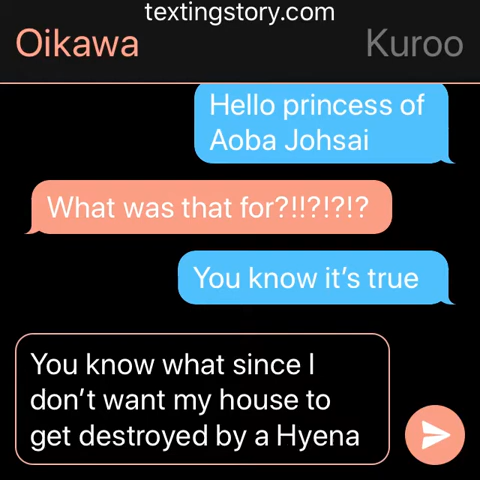 textingstory.com
Oikawa Kuroo
Hello princess of
Aoba Johsai
What was that for?!!?!?!?
You know it’s true
You know what since I
don’t want my house to
get destroyed by a Hyena